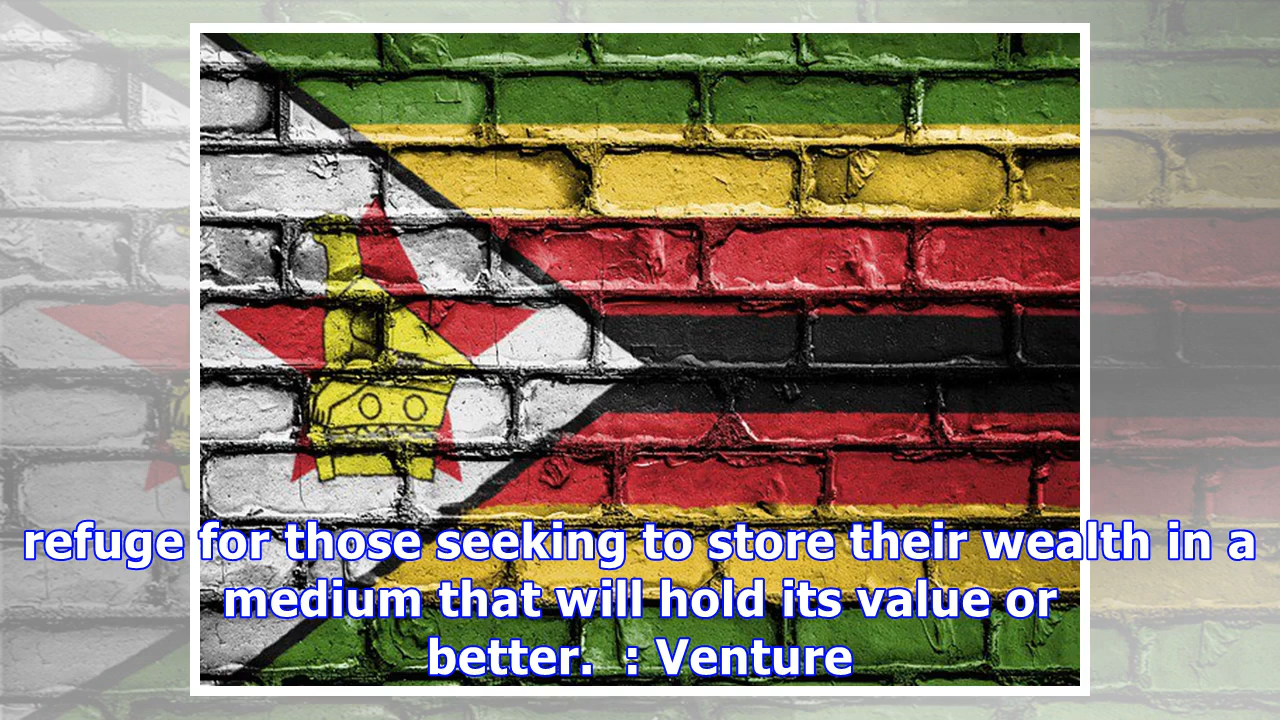 refuge for those seeking to store their wealth in a
medium that will hold its value or
better.  : Venture